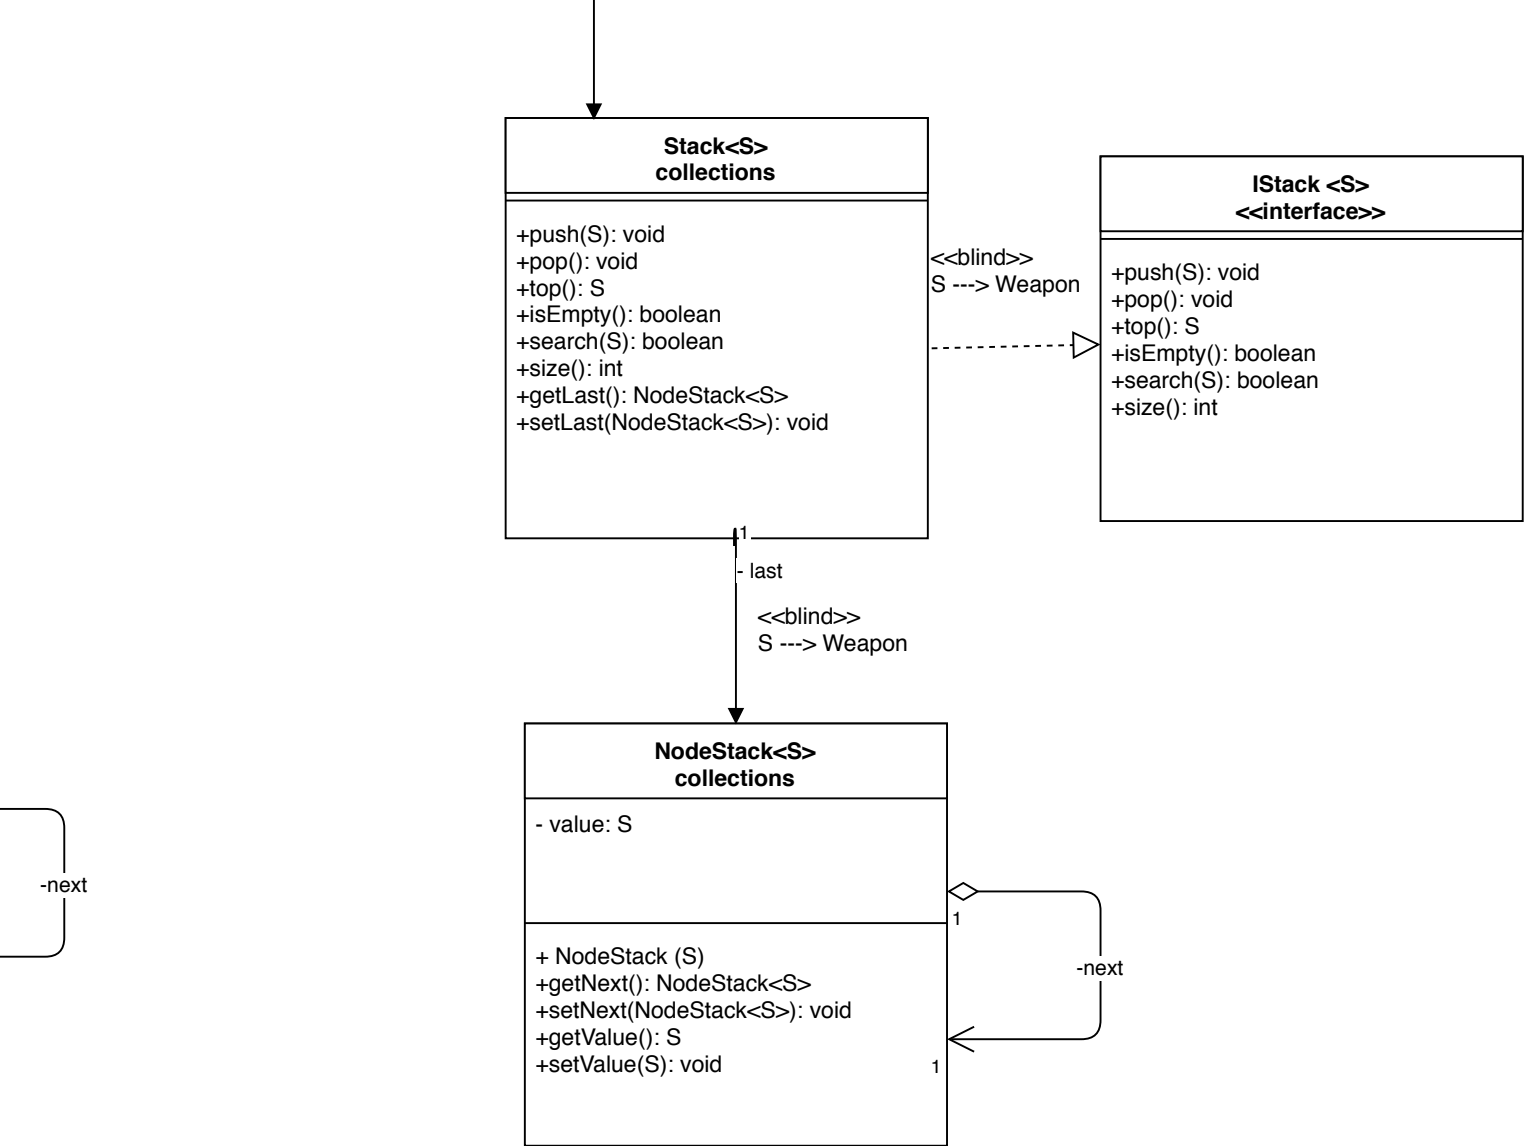 Stack<S>
collections
+push(S): void
+pop(): void
+top(): S
+isEmpty(): boolean
+search(S): boolean
+size(): int
+getLast(): NodeStack<S>
+setLast(NodeStack<S>): void
<<blind>>
S ---> Weapon
IStack <S>
<<interface>>
+push(S): void
+pop(): void
+top(): S
+isEmpty(): boolean
+search(S): boolean
+size(): int
1
- last
<<blind>>
S ---> Weapon
NodeStack<S>
collections
- value: S
+ NodeStack (S)
+getNext(): NodeStack<S>
+setNext(NodeStack<S>): void
+getValue(): S
+setValue(S): void
1
-next
1
-next